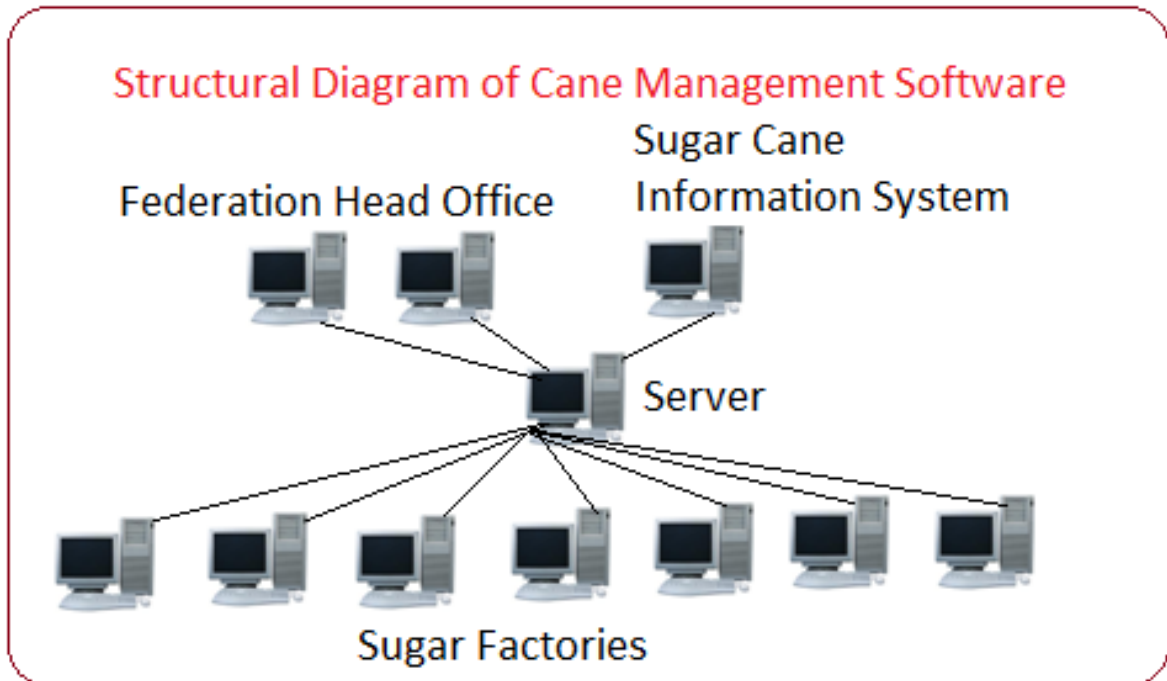 Structural Diagram of Cane Management Software
Federation Head Office
Sugar Cane
Information System
Server
Sugar Factories